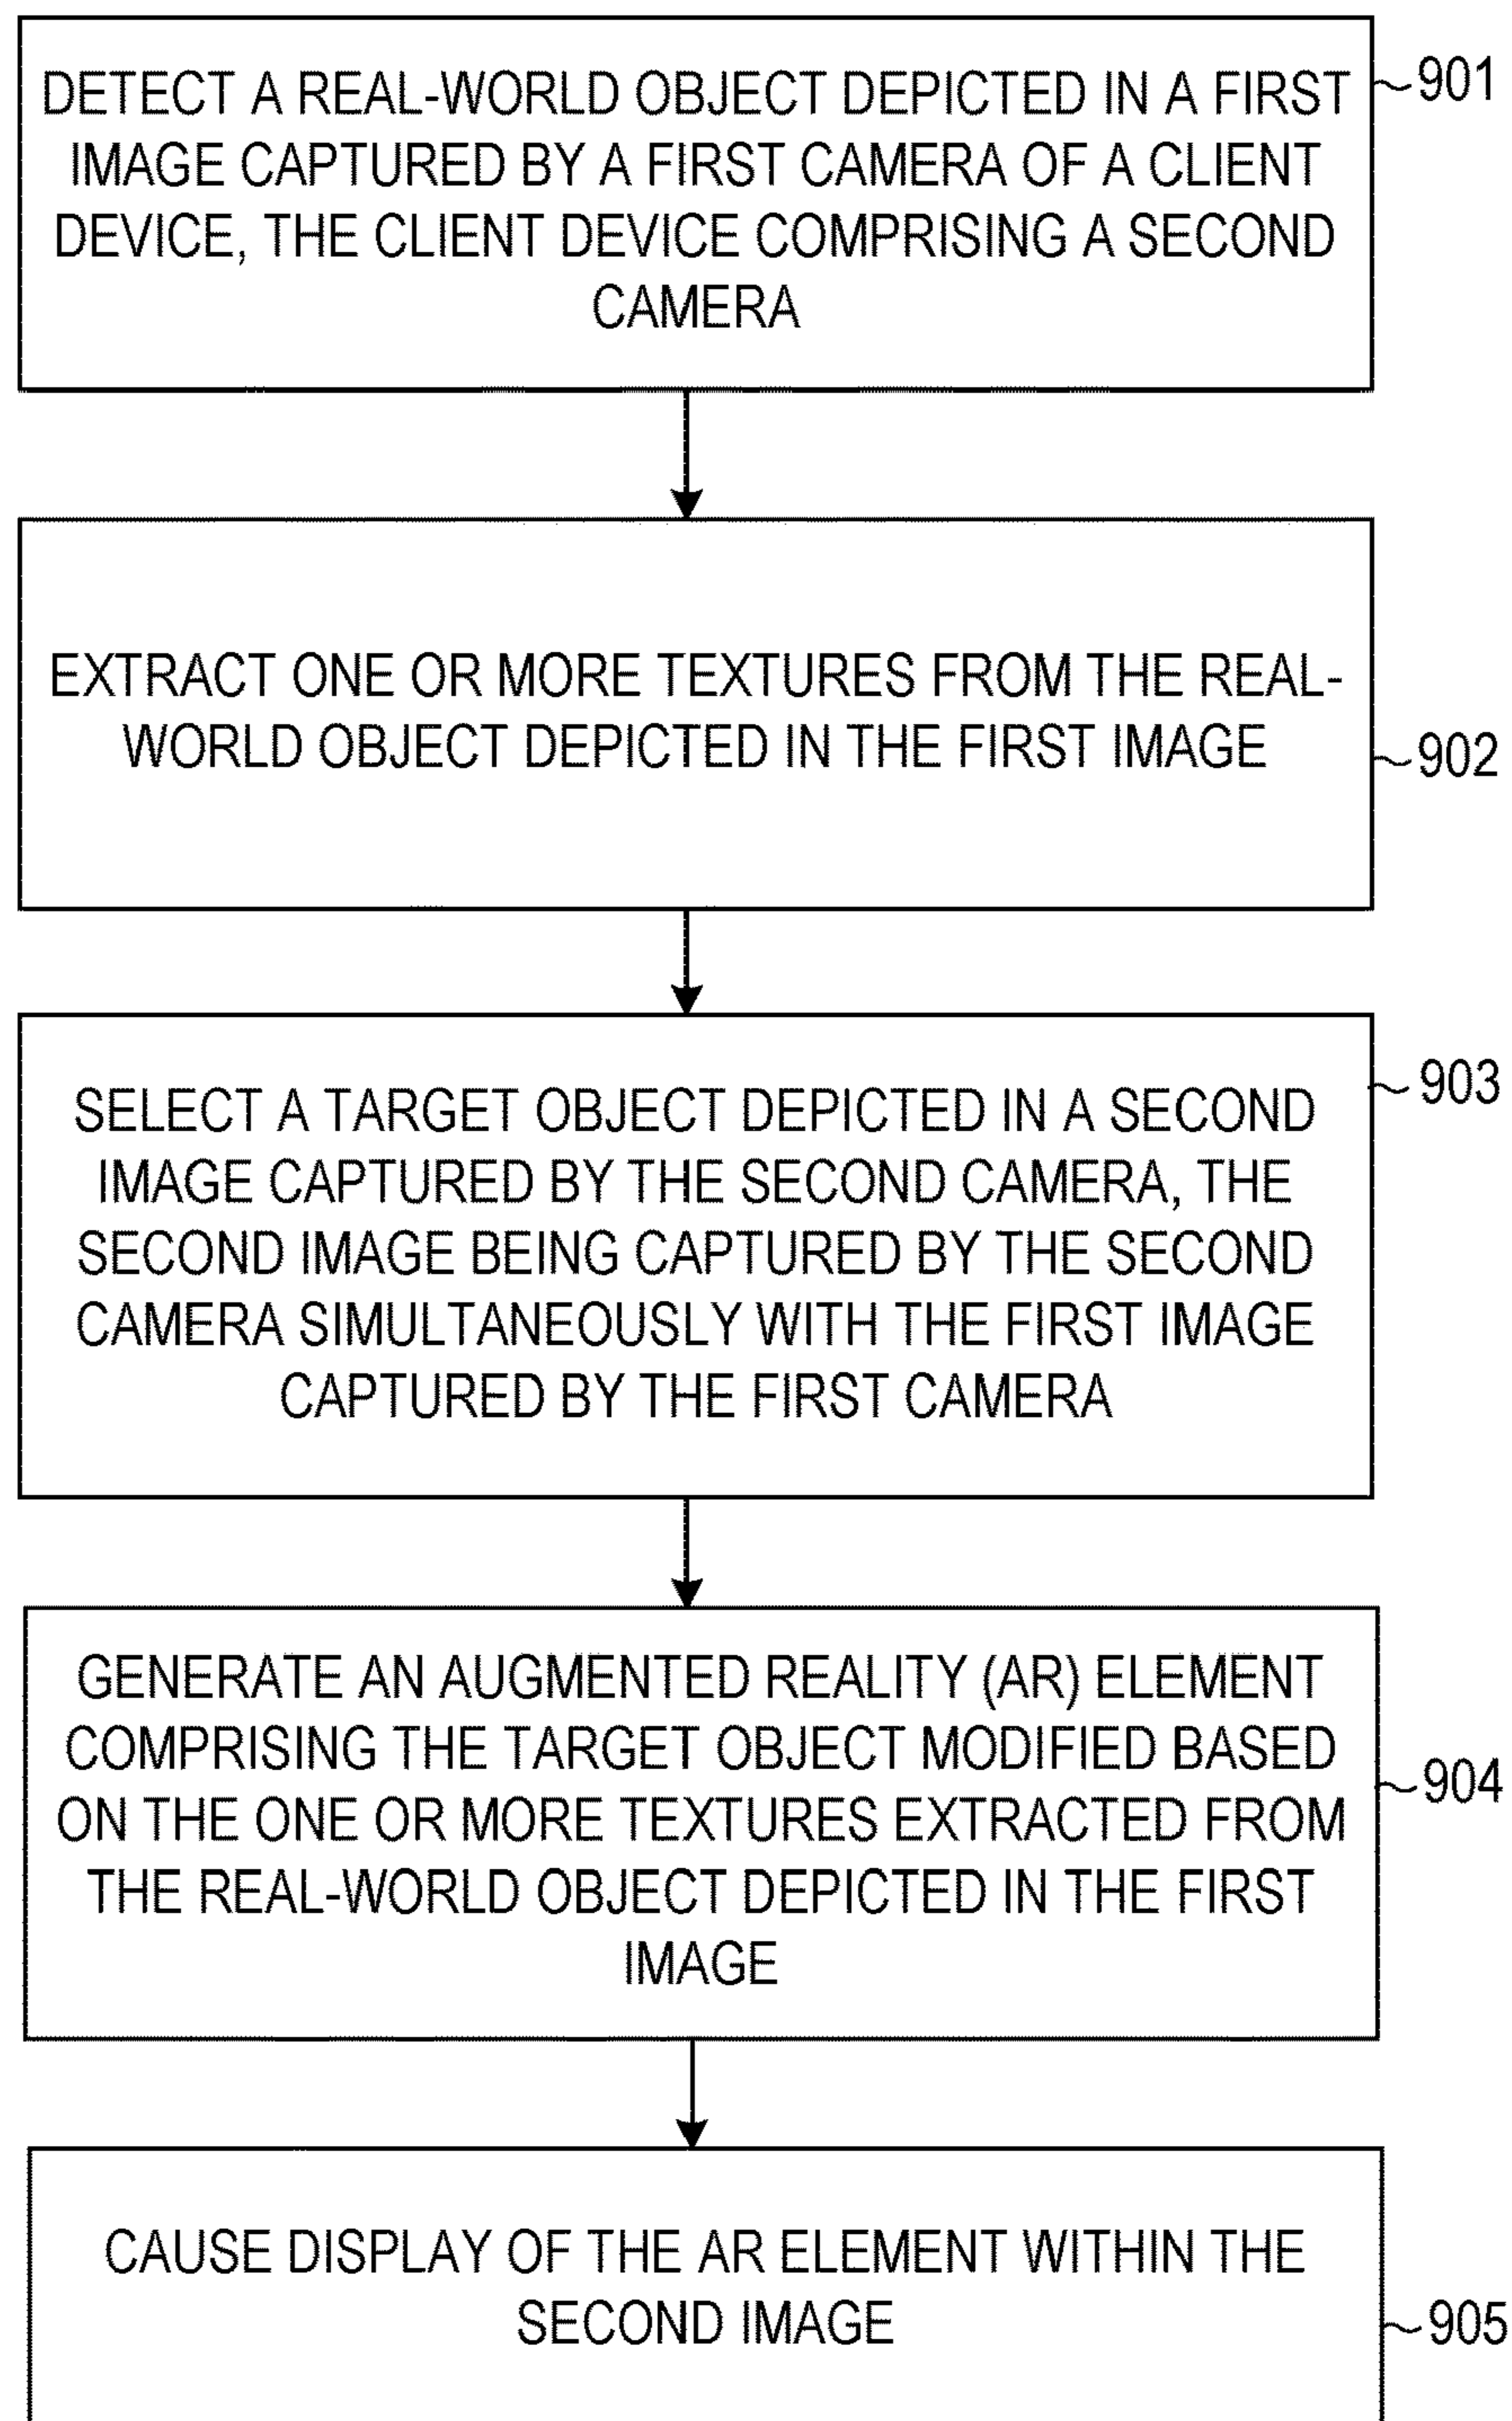 DETECT A REAL-WORLD OBJECT DEPICTED IN A FIRST
IMAGE CAPTURED BY A FIRST CAMERA OF A CLIENT
DEVICE, THE CLIENT DEVICE COMPRISING A SECOND
CAMERA
901
EXTRACT ONE OR MORE TEXTURES FROM THE REAL-
WORLD OBJECT DEPICTED IN THE FIRST IMAGE
902
SELECT A TARGET OBJECT DEPICTED IN A SECOND
IMAGE CAPTURED BY THE SECOND CAMERA, THE
SECOND IMAGE BEING CAPTURED BY THE SECOND
CAMERA SIMULTANEOUSLY WITH THE FIRST IMAGE
CAPTURED BY THE FIRST CAMERA
903
GENERATE AN AUGMENTED REALITY (AR) ELEMENT
COMPRISING THE TARGET OBJECT MODIFIED BASED
ON THE ONE OR MORE TEXTURES EXTRACTED FROM
THE REAL-WORLD OBJECT DEPICTED IN THE FIRST
IMAGE
904
CAUSE DISPLAY OF THE AR ELEMENT WITHIN THE
SECOND IMAGE
905